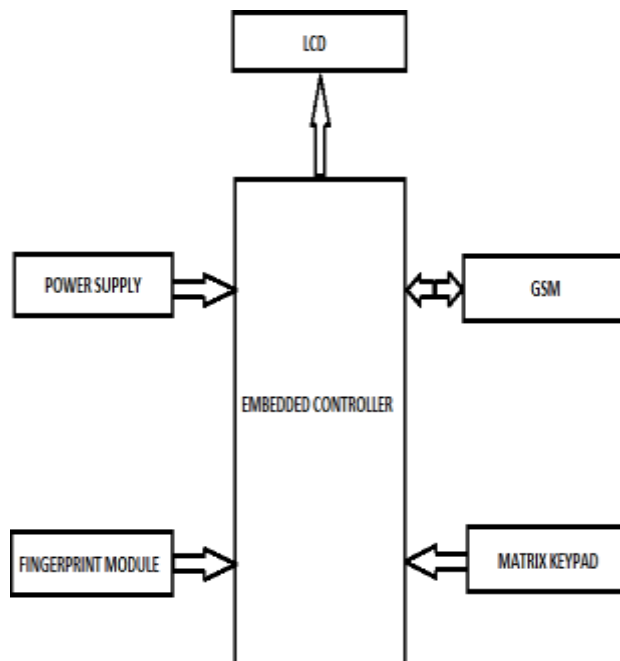 LCD
POWER SUPPLY
GSM
EMBEDDED CONTROLLER
FINGERPRINT MODULE
MATRIX KEYPAD